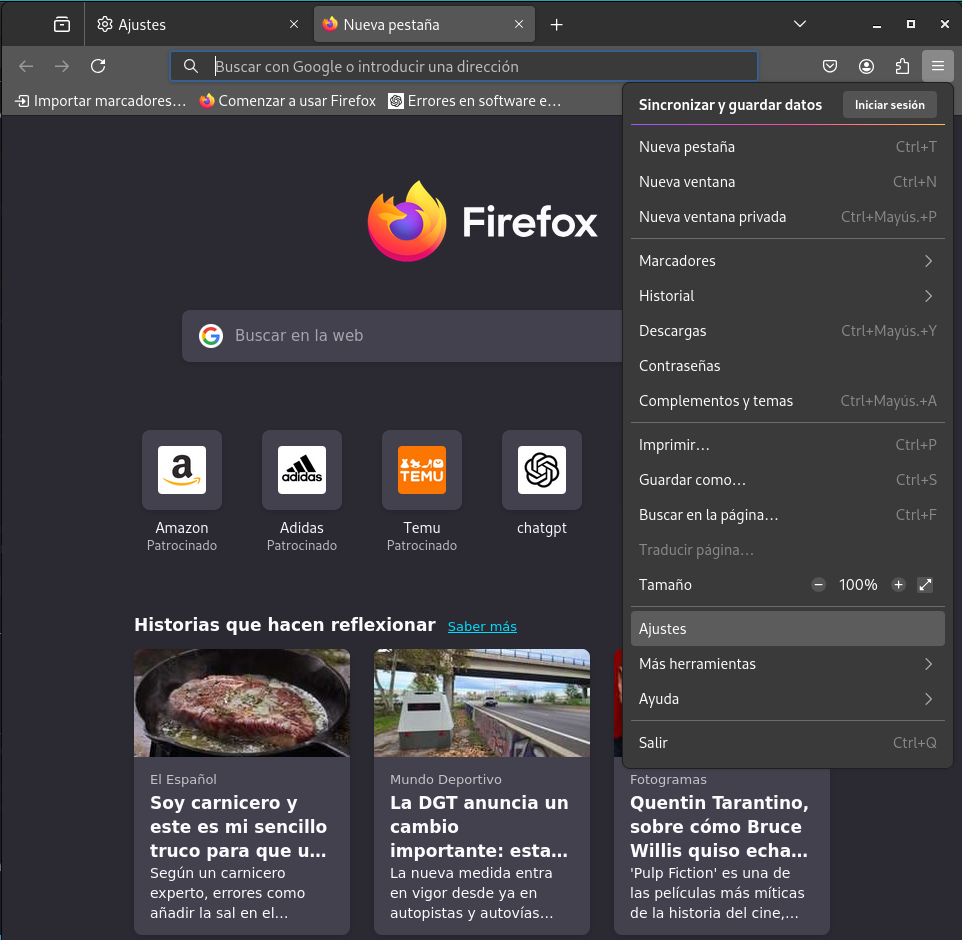 Ajustes
Nueva pestaña
Buscar con Google o introducir una dirección
Importar marcadores...
Comenzar a usar Firefox
Errores en software e...
Sincronizar y guardar datos
Iniciar sesión
Nueva pestaña Ctrl+T
Nueva ventana Ctrl+N
Nueva ventana privada Ctrl+Mayús.+P
Marcadores
Historial
Descargas Ctrl+Mayús.+Y
Contraseñas
Complementos y temas Ctrl+Mayús.+A
Imprimir... Ctrl+P
Guardar como... Ctrl+S
Buscar en la página... Ctrl+F
Traducir página...
Tamaño − 100% +
Ajustes
Más herramientas
Ayuda
Salir Ctrl+Q
Firefox
Buscar en la web
a
adidas
TEMU
Amazon
Patrocinado
Adidas
Patrocinado
Temu
Patrocinado
chatgpt
Historias que hacen reflexionar Saber más
El Español
Soy carnicero y
este es mi sencillo
truco para que u...
Según un carnicero
experto, errores como
añadir la sal en el...
Mundo Deportivo
La DGT anuncia un
cambio
importante: esta...
La nueva medida entra
en vigor desde ya en
autopistas y autovías...
Fotogramas
Quentin Tarantino,
sobre cómo Bruce
Willis quiso echa...
'Pulp Fiction' es una de
las películas más míticas
de la historia del cine,...